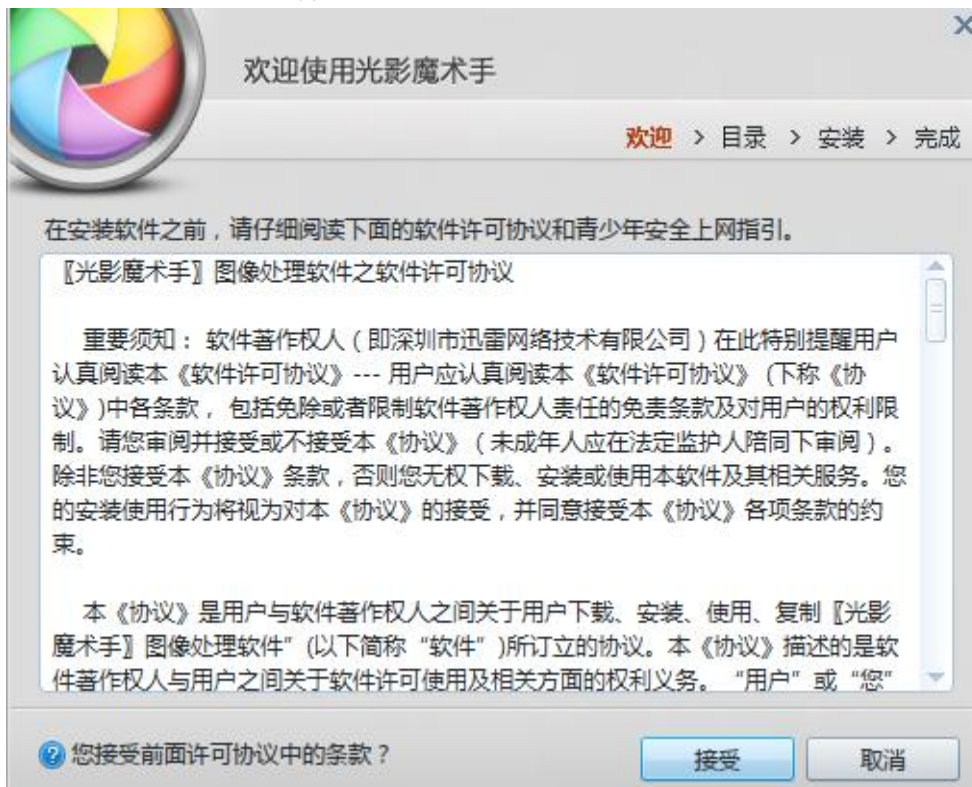 欢迎使用光影魔术手
欢迎 > 目录 > 安装 > 完成
在安装软件之前，请仔细阅读下面的软件许可协议和青少年安全上网指引。
〖光影魔术手〗图像处理软件之软件许可协议
重要须知：软件著作权人（即深圳市迅雷网络技术有限公司）在此特别提醒用户
认真阅读本《软件许可协议》--- 用户应认真阅读本《软件许可协议》 (下称《协
议》)中各条款， 包括免除或者限制软件著作权人责任的免责条款及对用户的权利限
制。请您审阅并接受或不接受本《协议》（未成年人应在法定监护人陪同下审阅）。
除非您接受本《协议》条款，否则您无权下载、安装或使用本软件及其相关服务。您
的安装使用行为将视为对本《协议》的接受，并同意接受本《协议》各项条款的约
束。
本《协议》是用户与软件著作权人之间关于用户下载、安装、使用、复制〖光影
魔术手〗图像处理软件”(以下简称“软件”)所订立的协议。本《协议》描述的是软
件著作权人与用户之间关于软件许可使用及相关方面的权利义务。“用户”或“您”
您接受前面许可协议中的条款？
接受
取消